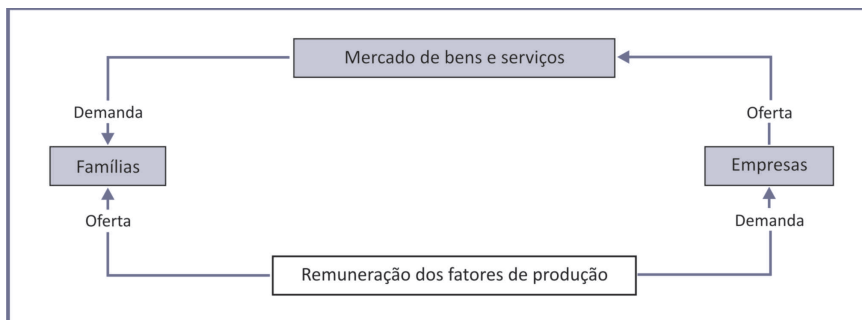 Mercado de bens e serviços
Demanda
Oferta
Famílias
Empresas
Oferta
Demanda
Remuneração dos fatores de produção